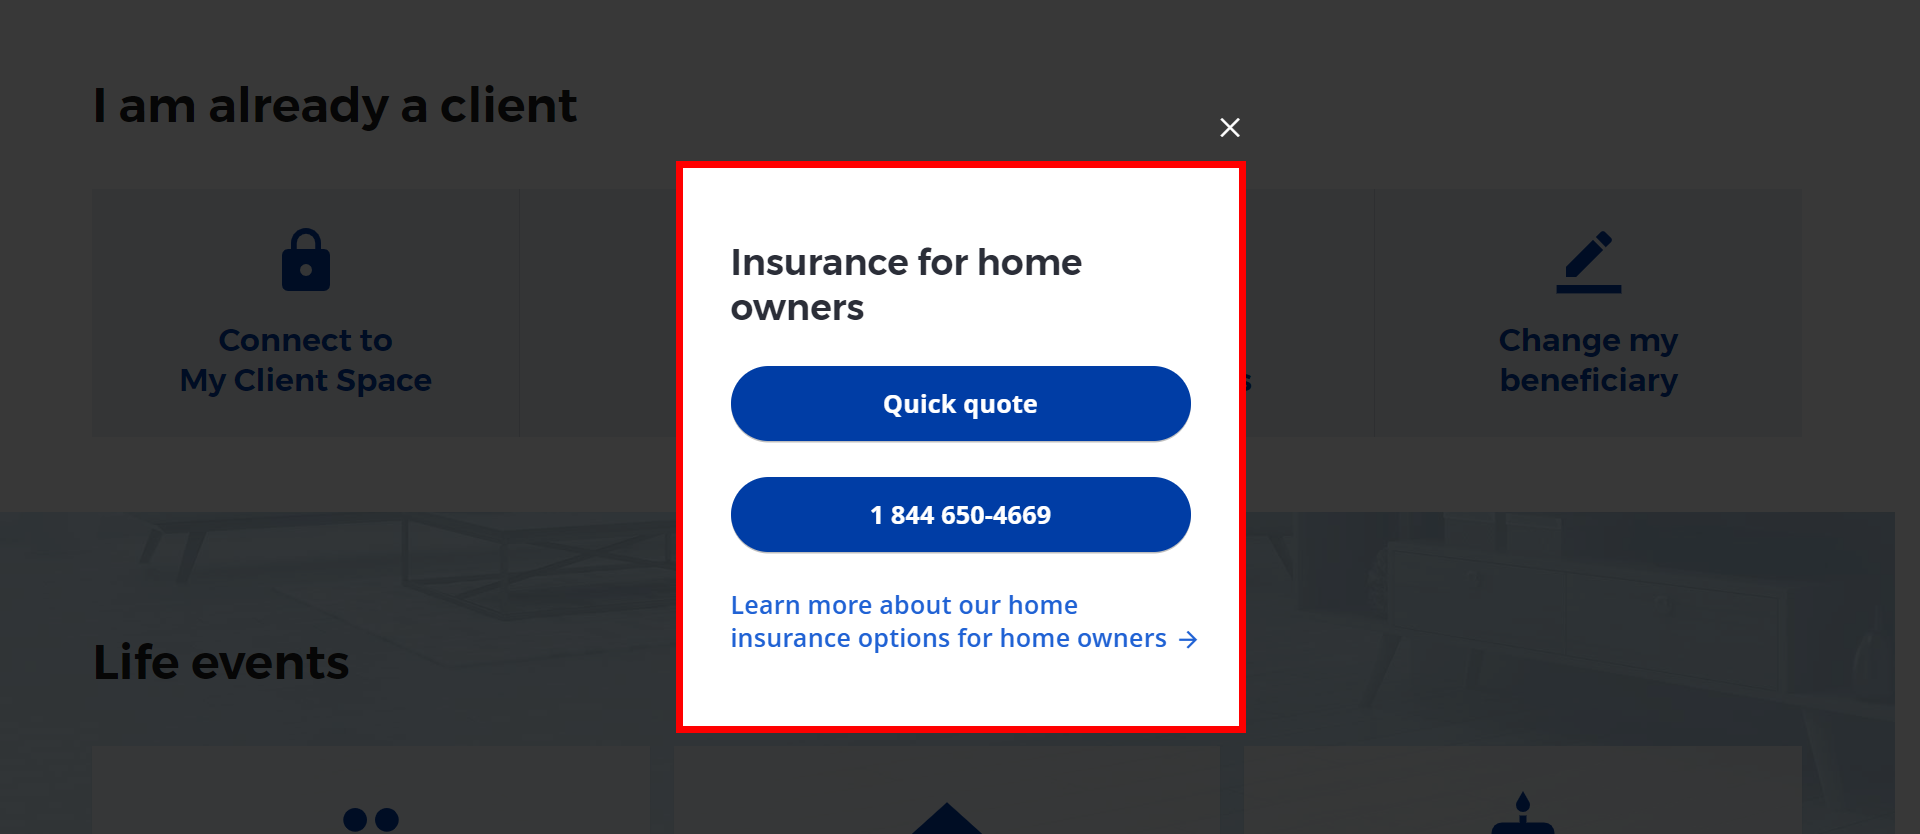 I am already a client
Connect to
My Client Space
Change my
beneficiary
Insurance for home
owners
Quick quote
1 844 650-4669
Learn more about our home
insurance options for home owners
Life events